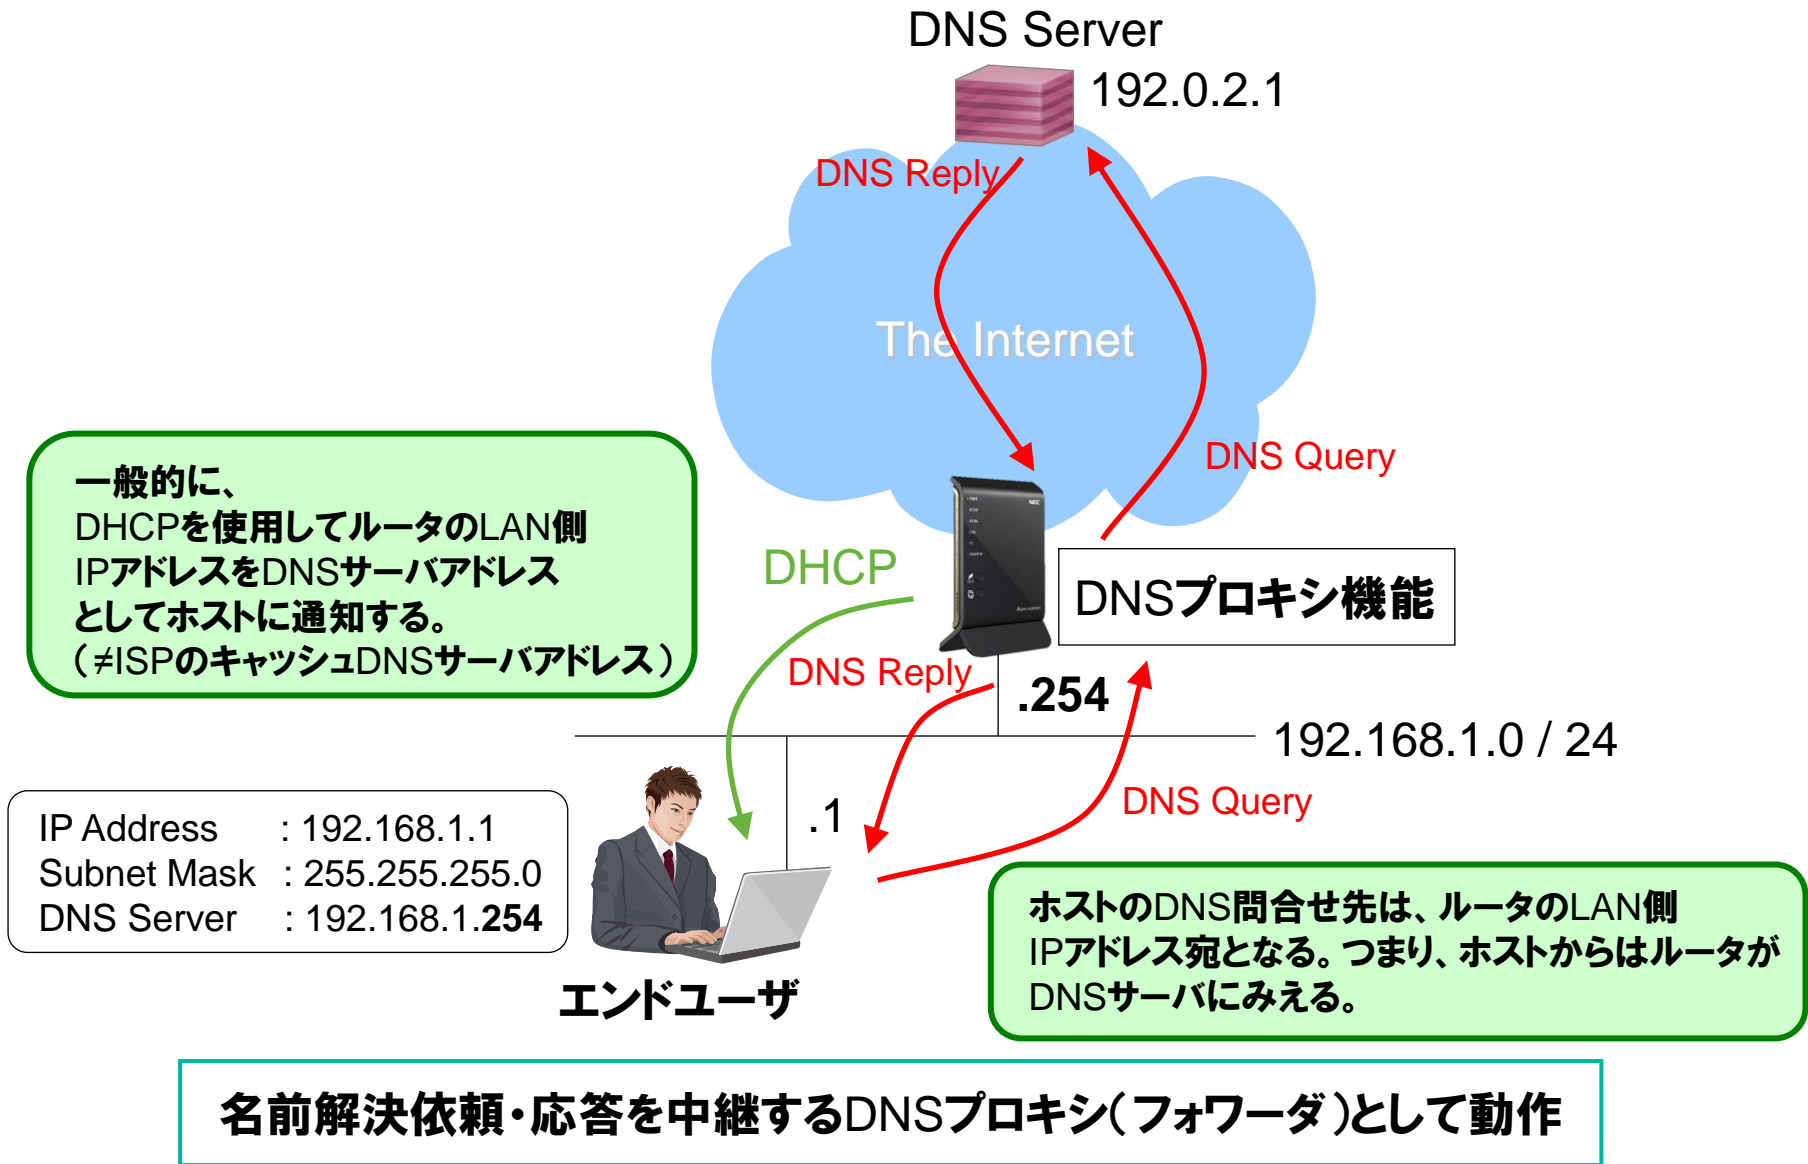 DNS Server
192.0.2.1
DNS Reply
The Internet
DNS Query
一般的に、
DHCPを使用してルータのLAN側
IPアドレスをDNSサーバアドレス
としてホストに通知する。
(≠ISPのキャッシュDNSサーバアドレス)
DHCP
NEC
DNSプロキシ機能
DNS Reply
.254
192.168.1.0 / 24
IP Address : 192.168.1.1
Subnet Mask : 255.255.255.0
DNS Server : 192.168.1.254
.1
DNS Query
エンドユーザ
ホストのDNS問合せ先は、ルータのLAN側
IPアドレス宛となる。つまり、ホストからはルータが
DNSサーバにみえる。
名前解決依頼・応答を中継するDNSプロキシ(フォワーダ)として動作